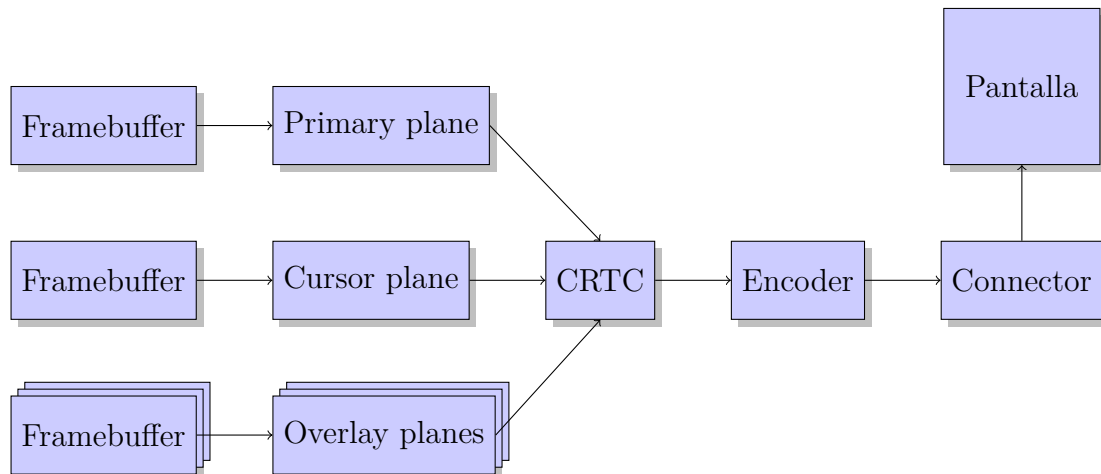 Pantalla
Framebuffer
Primary plane
Framebuffer
Cursor plane
CRTC
Encoder
Connector
Framebuffer
Overlay planes